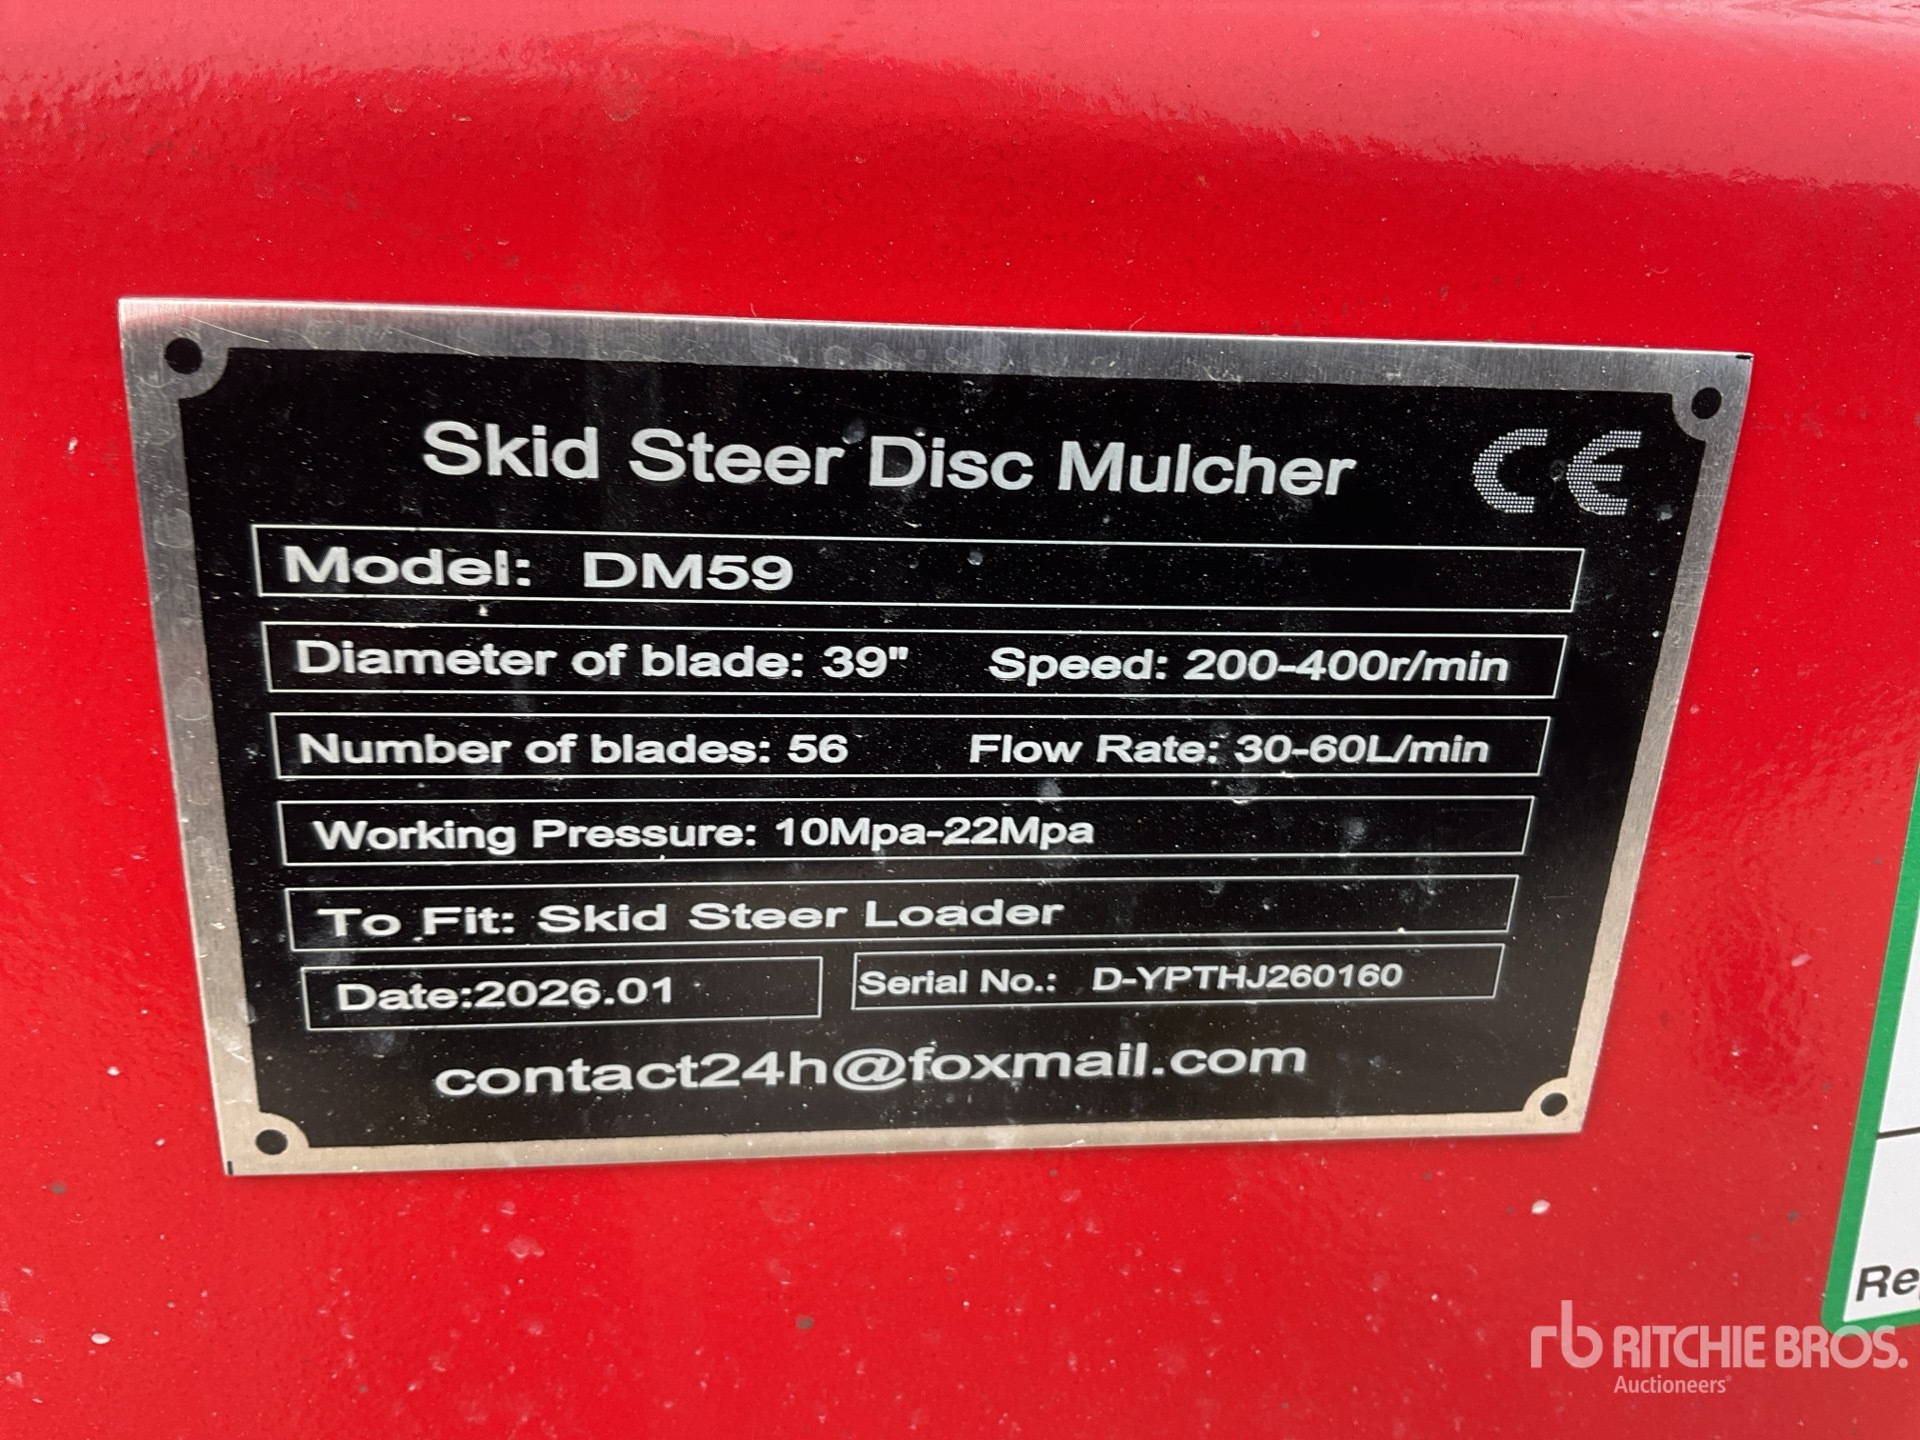 Skid Steer Disc Mulcher CE
Model: DM59
Diameter of blade: 39" Speed: 200-400r/min
Number of blades: 56 Flow Rate: 30-60L/min
Working Pressure: 10Mpa-22Mpa
To Fit: Skid Steer Loader
Date:2026.01 Serial No.: D-YPTHJ260160
contact24h@foxmail.com
rb RITCHIE BROS.
Auctioneers